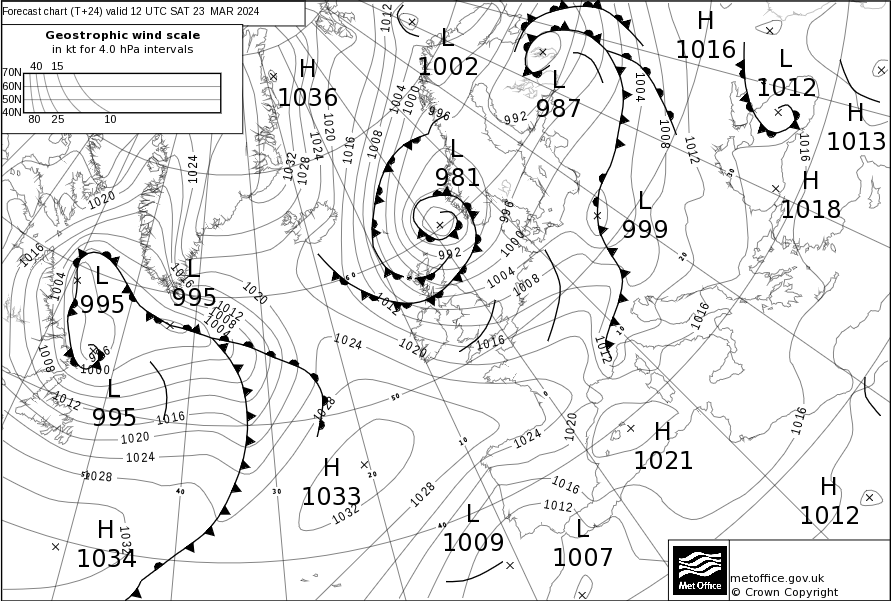 Forecast chart (T+24) valid 12 UTC SAT 23 MAR 2024
Geostrophic wind scale
in kt for 4.0 hPa intervals
40 15
70N
60N
50N
40N
80 25 10
H
1036
L
1002
L
987
H
1016
L
1012
H
1013
L
981
H
1018
L
999
L
995
L
995
L
995
H
1033
H
1034
L
1009
L
1007
H
1021
H
1012
1012
1004
1000
996
992
1004
1008
1012
1016
1020
1024
1016
1008
1032
1028
1024
1020
1016
1004
1016
1020
1012
1008
1004
996
1000
1008
1012
1016
1020
1024
1028
1032
992
996
1000
1004
1008
1012
1016
1020
1024
1028
1032
1028
1024
1020
1016
1012
1012
1016
1016
50
40
30
20
10
0
10
20
30
40
50
60
metoffice.gov.uk
© Crown Copyright
Met Office